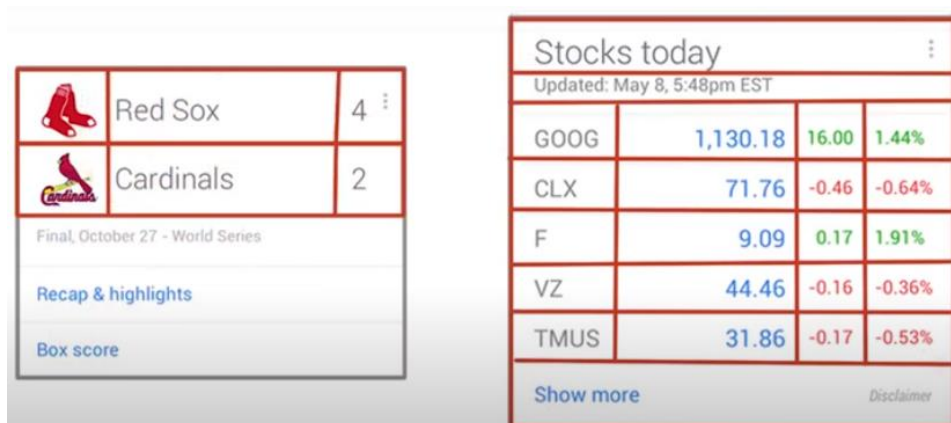 Red Sox 4
Cardinals
Cardinals 2
Final, October 27 - World Series
Recap & highlights
Box score
Stocks today
Updated: May 8, 5:48pm EST
GOOG 1,130.18 16.00 1.44%
CLX 71.76 -0.46 -0.64%
F 9.09 0.17 1.91%
VZ 44.46 -0.16 -0.36%
TMUS 31.86 -0.17 -0.53%
Show more Disclaimer